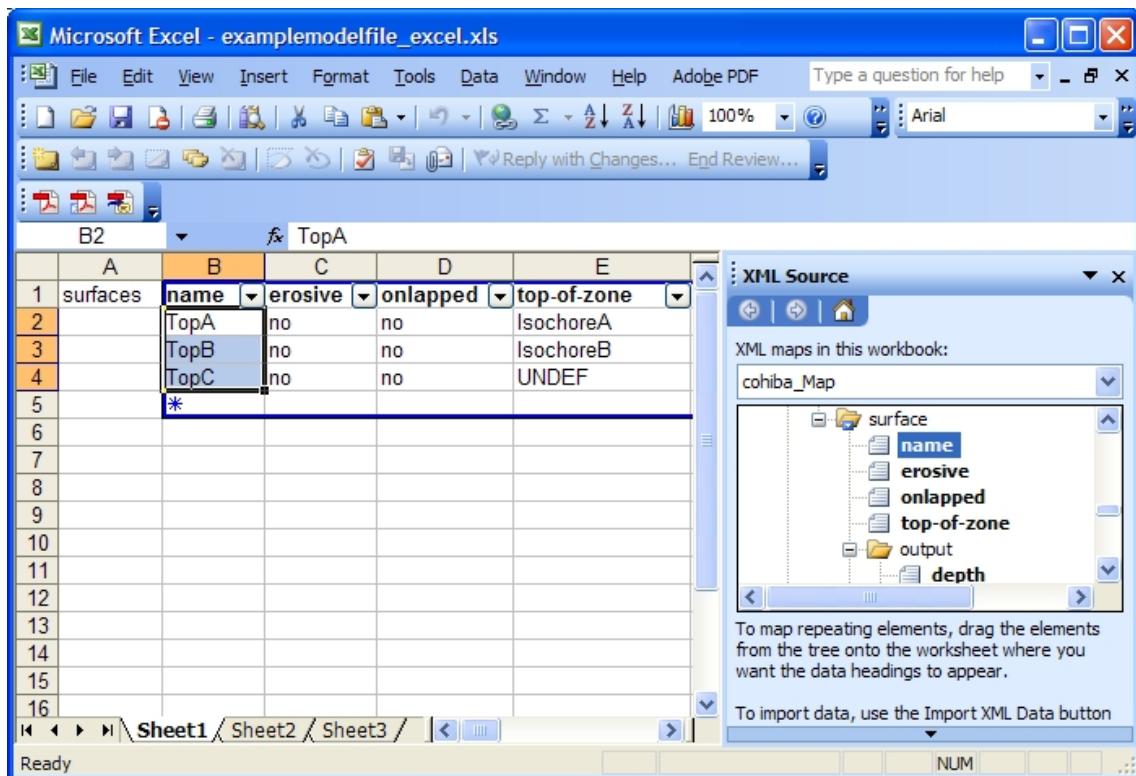 Microsoft Excel - examplemodelfile_excel.xls
File Edit View Insert Format Tools Data Window Help Adobe PDF Type a question for help
100% Arial
Reply with Changes... End Review...
B2 fx TopA
A B C D E
1 surfaces name erosive onlapped top-of-zone
2 TopA no no IsochoreA
3 TopB no no IsochoreB
4 TopC no no UNDEF
5 *
6
7
8
9
10
11
12
13
14
15
16
Sheet1 Sheet2 Sheet3
XML Source
XML maps in this workbook:
cohiba_Map
surface
name
erosive
onlapped
top-of-zone
output
depth
To map repeating elements, drag the elements
from the tree onto the worksheet where you
want the data headings to appear.
To import data, use the Import XML Data button
Ready NUM